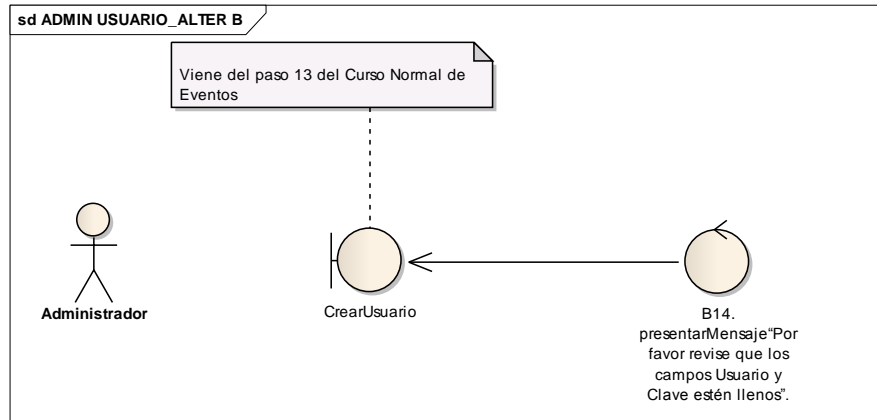 sd ADMIN USUARIO_ALTER B
Viene del paso 13 del Curso Normal de
Eventos
Administrador
CrearUsuario
B14.
presentarMensaje“Por
favor revise que los
campos Usuario y
Clave estén llenos”.